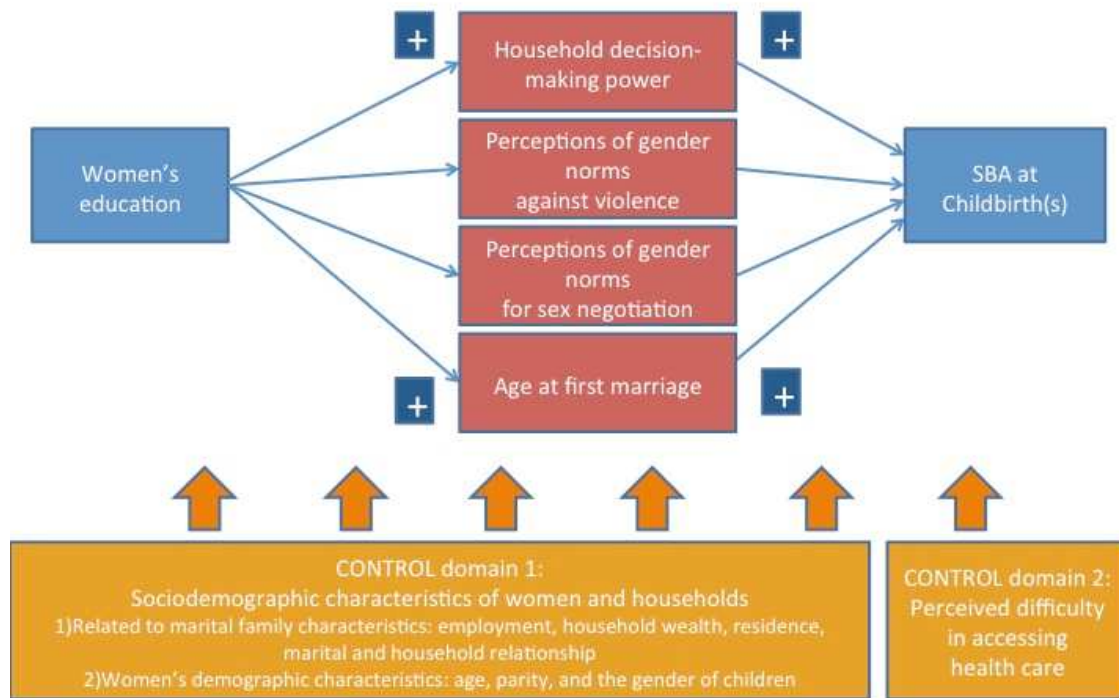 +
+
Household decision-
making power
Women's
education
Perceptions of gender
norms
against violence
SBA at
Childbirth(s)
Perceptions of gender
norms
for sex negotiation
Age at first marriage
+
+
CONTROL domain 1:
Sociodemographic characteristics of women and households
1)Related to marital family characteristics: employment, household wealth, residence,
marital and household relationship
2)Women's demographic characteristics: age, parity, and the gender of children
CONTROL domain 2:
Perceived difficulty
in accessing
health care